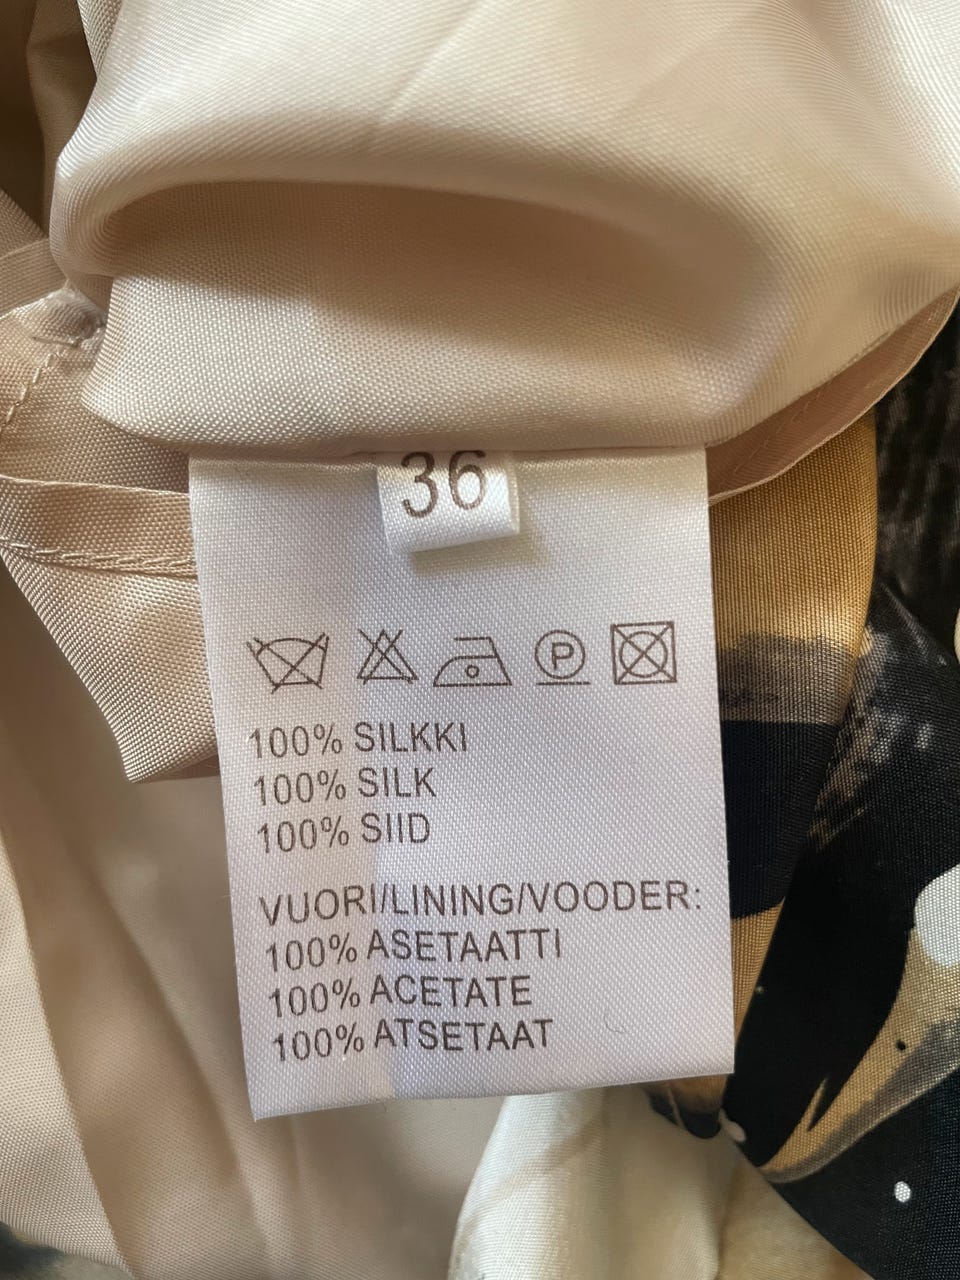 36
P
100% SILKKI
100% SILK
100% SIID
VUORI/LINING/VOODER:
100% ASETAATTI
100% ACETATE
100% ATSETAAT